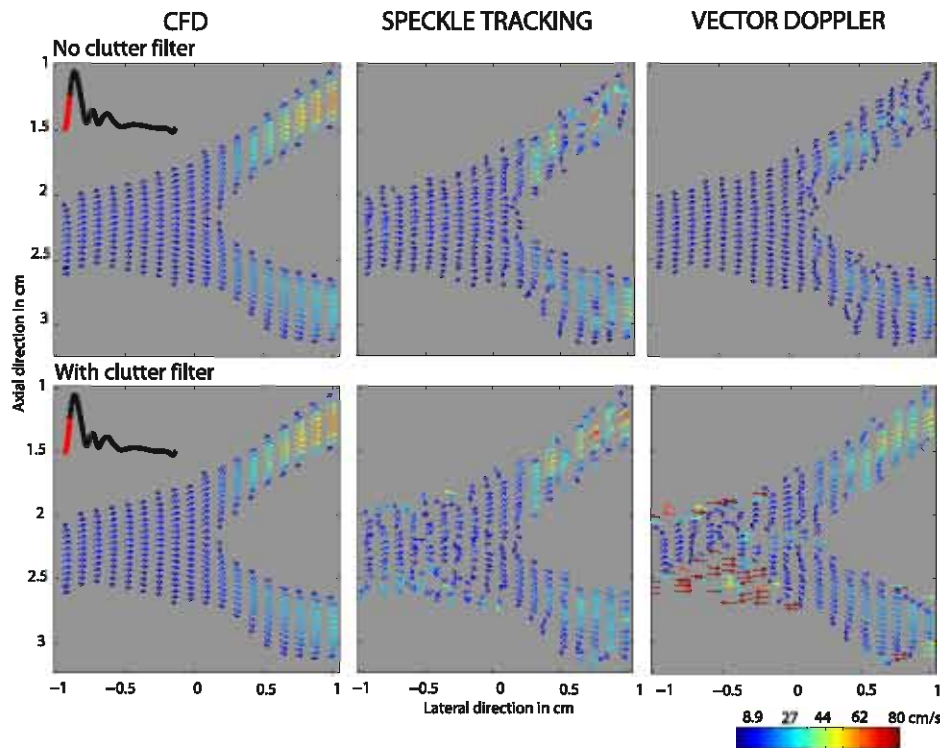 CFD SPECKLE TRACKING VECTOR DOPPLER
No clutter filter
1
1.5
2
2.5
3
Axial direction in cm
With clutter filter
1
1.5
2
2.5
3
−1 −0.5 0 0.5 1 −1 −0.5 0 0.5 1 −1 −0.5 0 0.5 1
Lateral direction in cm
8.9 27 44 62 80 cm/s